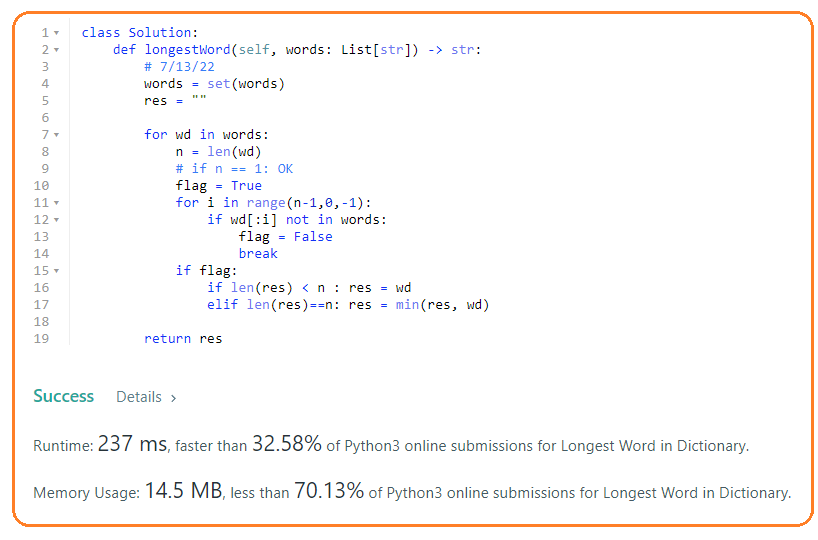 1 class Solution:
2     def longestWord(self, words: List[str]) -> str:
3         # 7/13/22
4         words = set(words)
5         res = ""
6
7         for wd in words:
8             n = len(wd)
9             # if n == 1: OK
10             flag = True
11             for i in range(n-1,0,-1):
12                 if wd[:i] not in words:
13                     flag = False
14                     break
15             if flag:
16                 if len(res) < n : res = wd
17                 elif len(res)==n: res = min(res, wd)
18
19         return res
Success Details >
Runtime: 237 ms, faster than 32.58% of Python3 online submissions for Longest Word in Dictionary.
Memory Usage: 14.5 MB, less than 70.13% of Python3 online submissions for Longest Word in Dictionary.